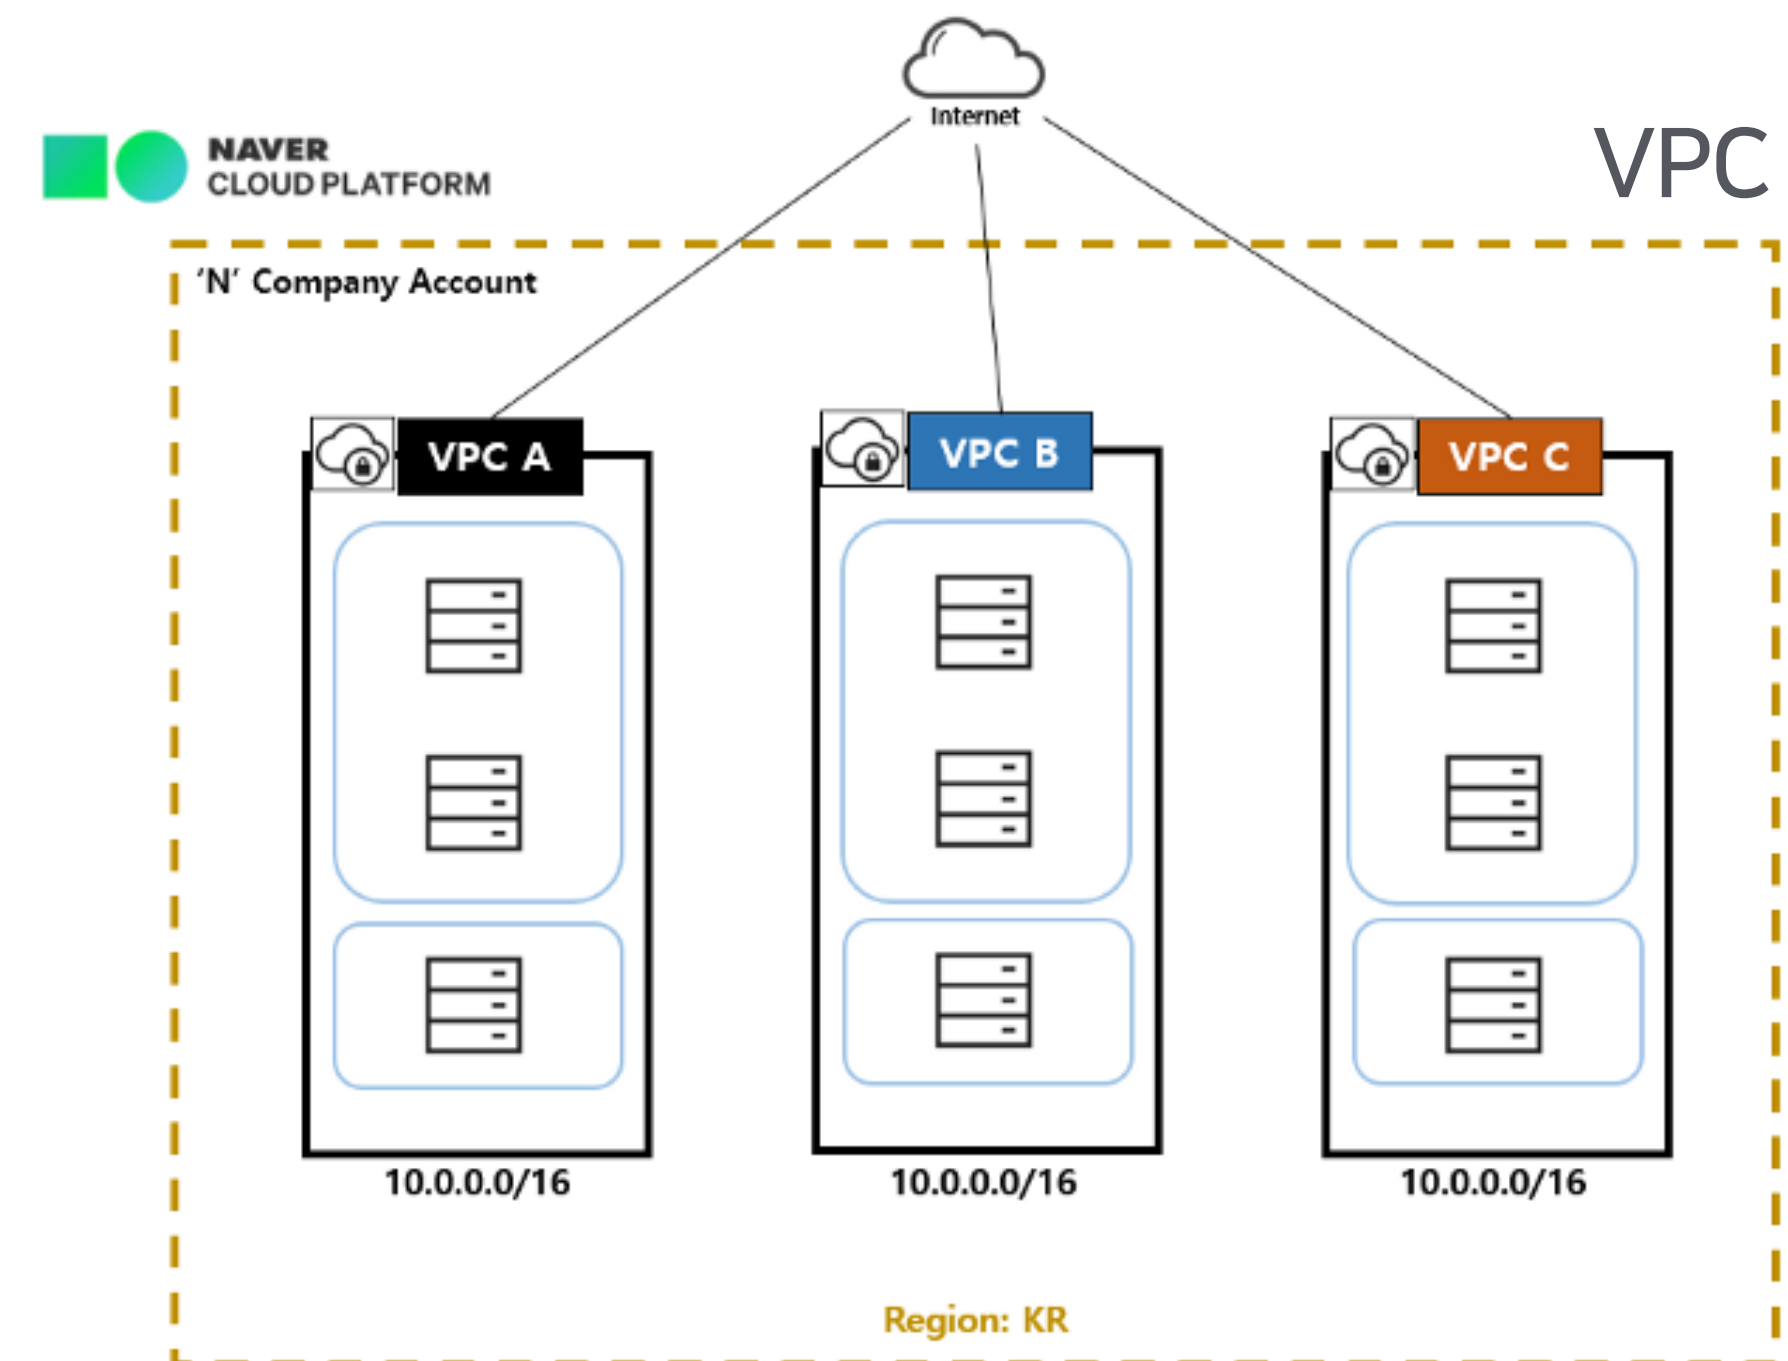 Internet
NAVER
CLOUD PLATFORM
VPC
'N' Company Account
VPC A
VPC B
VPC C
10.0.0.0/16
10.0.0.0/16
10.0.0.0/16
Region: KR